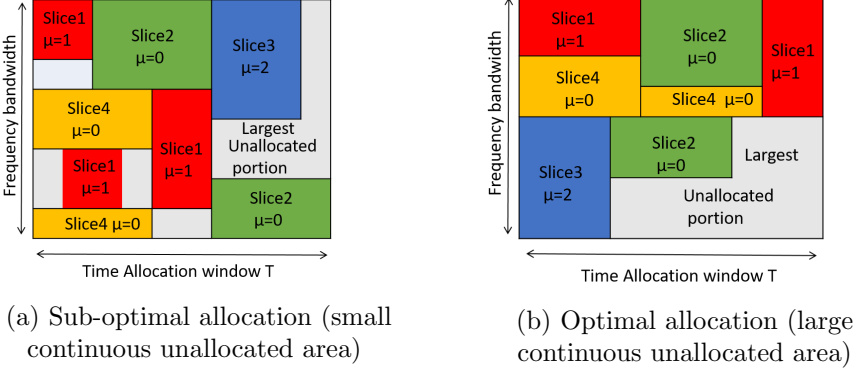 Frequency bandwidth
Slice1
μ=1
Slice2
μ=0
Slice3
μ=2
Slice4
μ=0
Slice1
μ=1
Largest
Unallocated
portion
Slice1
μ=1
Slice2
μ=0
Slice4 μ=0
Time Allocation window T
(a) Sub-optimal allocation (small
continuous unallocated area)
Frequency bandwidth
Slice1
μ=1
Slice2
μ=0
Slice1
μ=1
Slice4
μ=0
Slice4 μ=0
Slice3
μ=2
Slice2
μ=0
Largest
Unallocated
portion
Time Allocation window T
(b) Optimal allocation (large
continuous unallocated area)